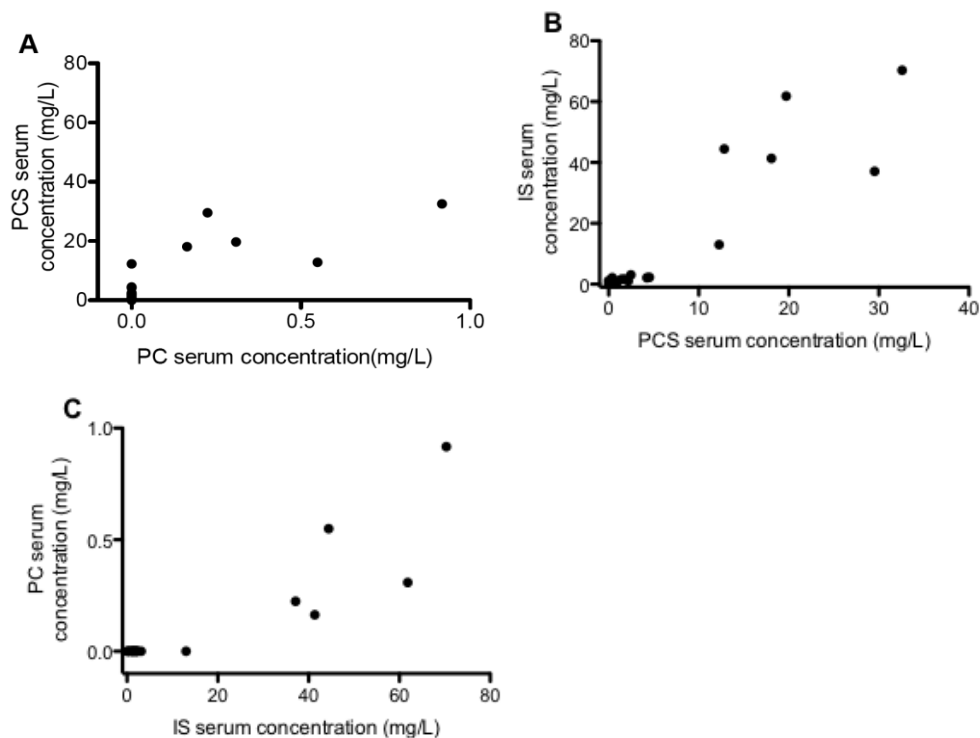 A
80
60
40
20
0
PCS serum
concentration (mg/L)
0.0
0.5
1.0
PC serum concentration(mg/L)
B
80
60
40
20
0
IS serum
concentration (mg/L)
0
10
20
30
40
PCS serum concentration (mg/L)
C
1.0
0.5
0.0
PC serum
concentration (mg/L)
0
20
40
60
80
IS serum concentration (mg/L)